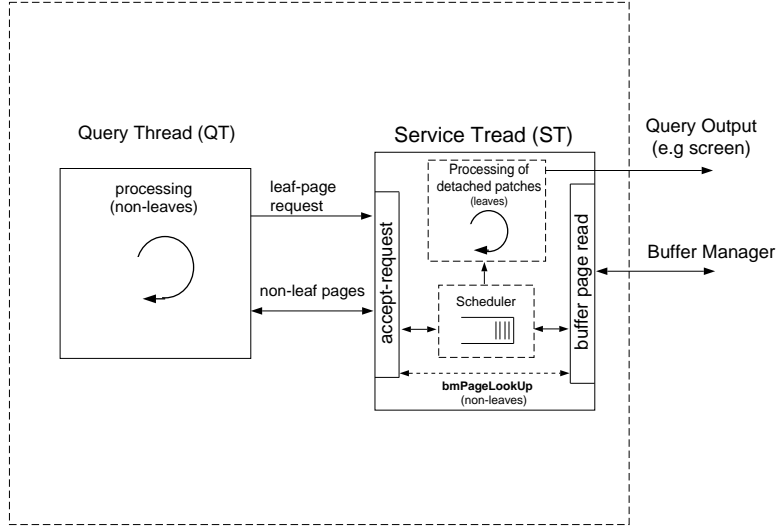 Query Thread (QT)
processing
(non-leaves)
leaf-page
request
non-leaf pages
Service Tread (ST)
accept-request
Processing of
detached patches
(leaves)
Scheduler
bmPageLookUp
(non-leaves)
buffer page read
Query Output
(e.g screen)
Buffer Manager